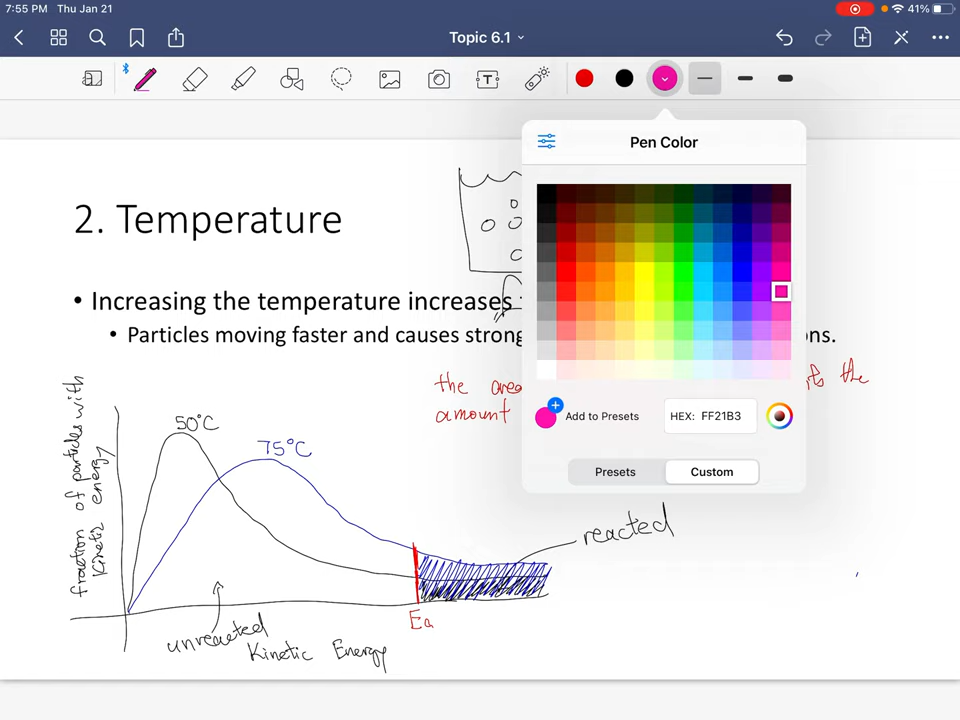 7:55 PM Thu Jan 21
41%
Topic 6.1
T
Pen Color
2. Temperature
• Increasing the temperature increases
• Particles moving faster and causes strong
ons.
the area
the
amount
Add to Presets
HEX: FF21B3
Presets
Custom
50°C
75°C
fraction of particles with
Kinetic energy
reacted
unreacted
Ea
Kinetic Energy